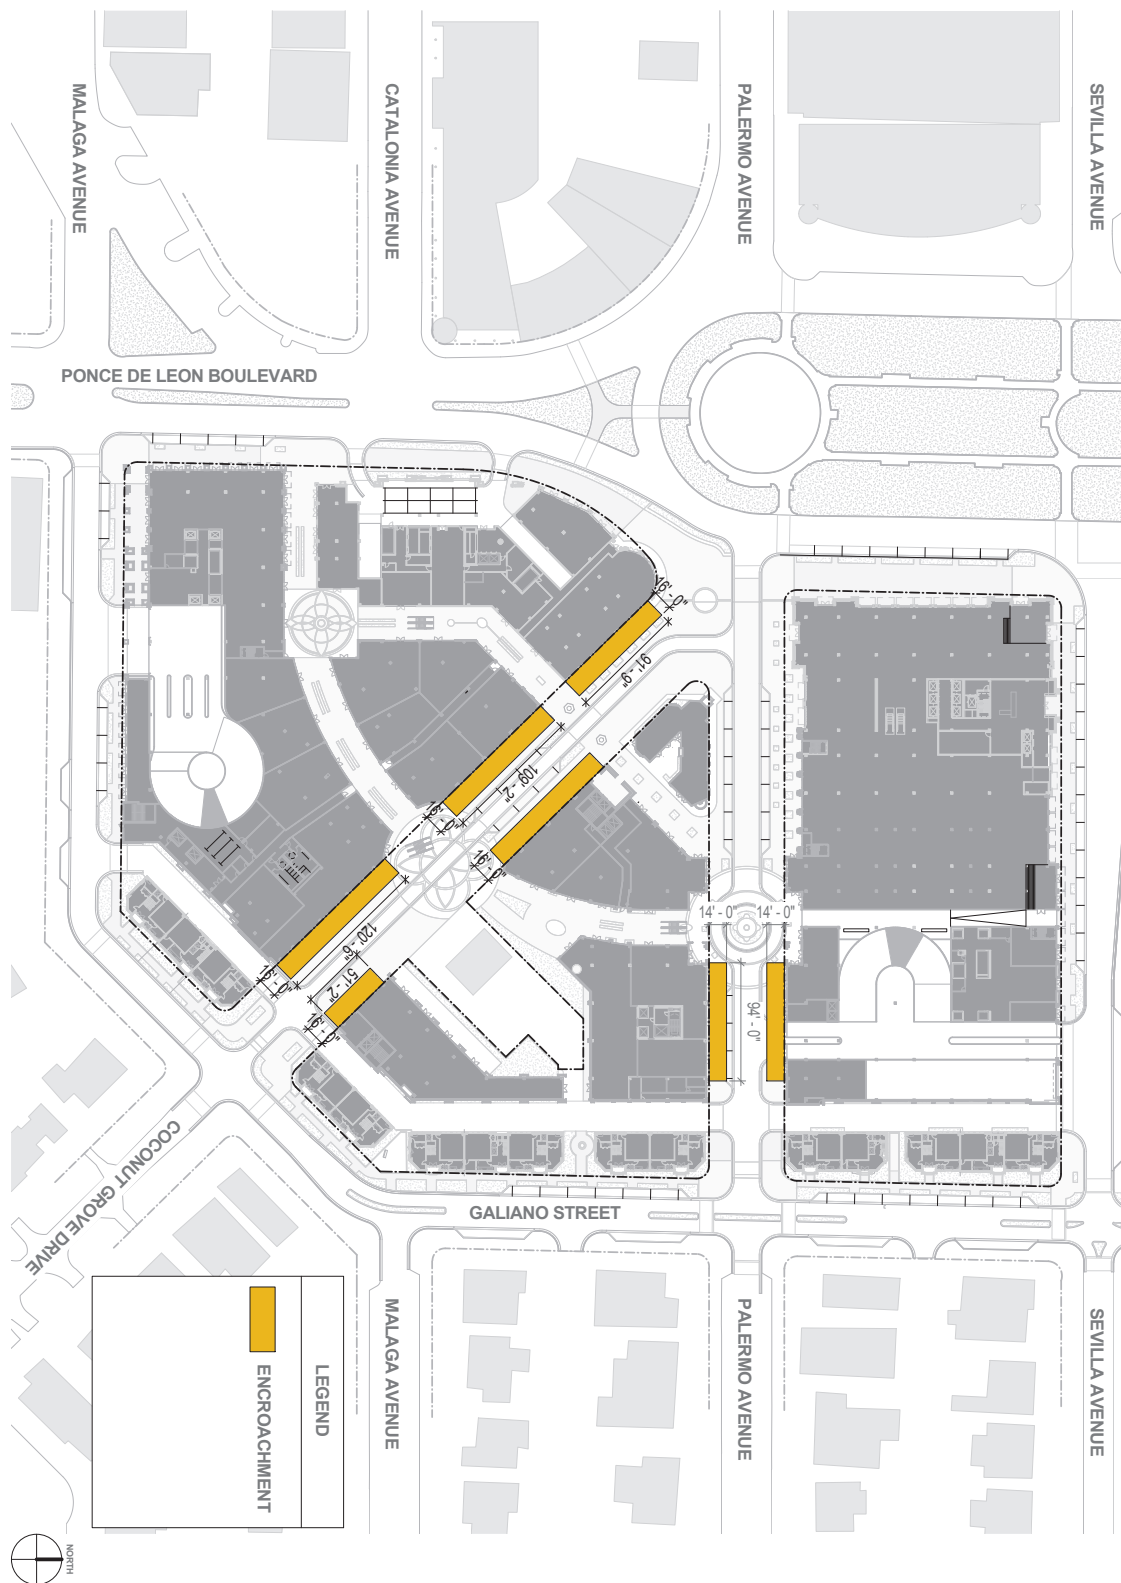 MALAGA AVENUE
CATALONIA AVENUE
PALERMO AVENUE
SEVILLA AVENUE
PONCE DE LEON BOULEVARD
16' - 0"
91' - 9"
109' - 2"
16' - 0"
16' - 0"
14' - 0"
14' - 0"
120' - 6"
51' - 2"
16' - 0"
94' - 0"
16' - 0"
COCONUT GROVE DRIVE
GALIANO STREET
MALAGA AVENUE
PALERMO AVENUE
SEVILLA AVENUE
LEGEND
ENCROACHMENT
NORTH